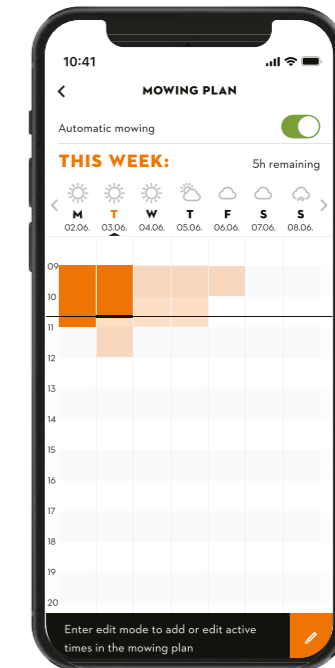 10:41
MOWING PLAN
Automatic mowing
THIS WEEK: 5h remaining
M T W T F S S
02.06. 03.06. 04.06. 05.06. 06.06. 07.06. 08.06.
09
10
11
12
13
14
15
16
17
18
19
20
Enter edit mode to add or edit active
times in the mowing plan